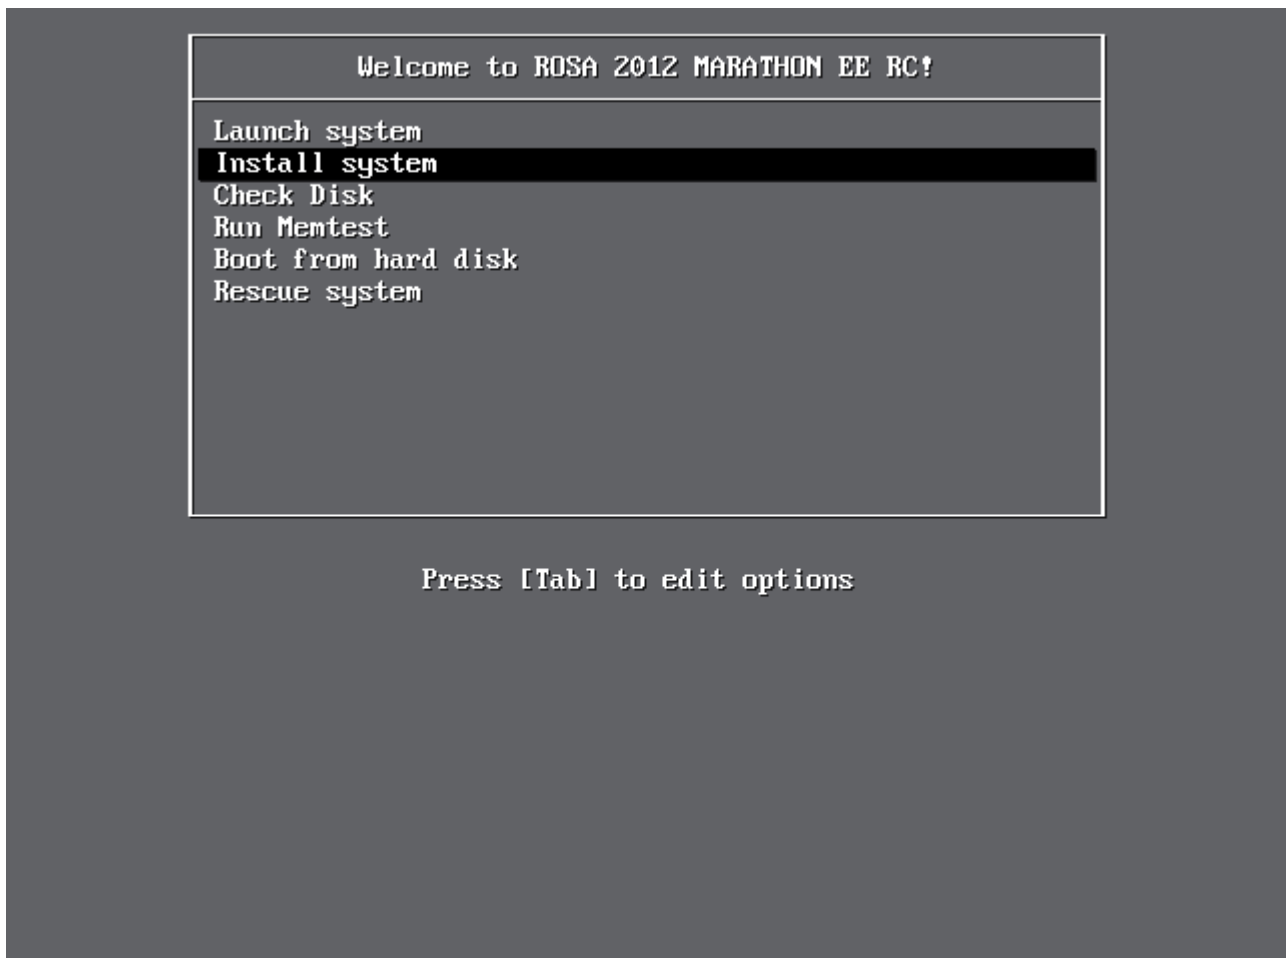 Welcome to ROSA 2012 MARATHON EE RC!
Launch system
Install system
Check Disk
Run Memtest
Boot from hard disk
Rescue system
Press [Tab] to edit options